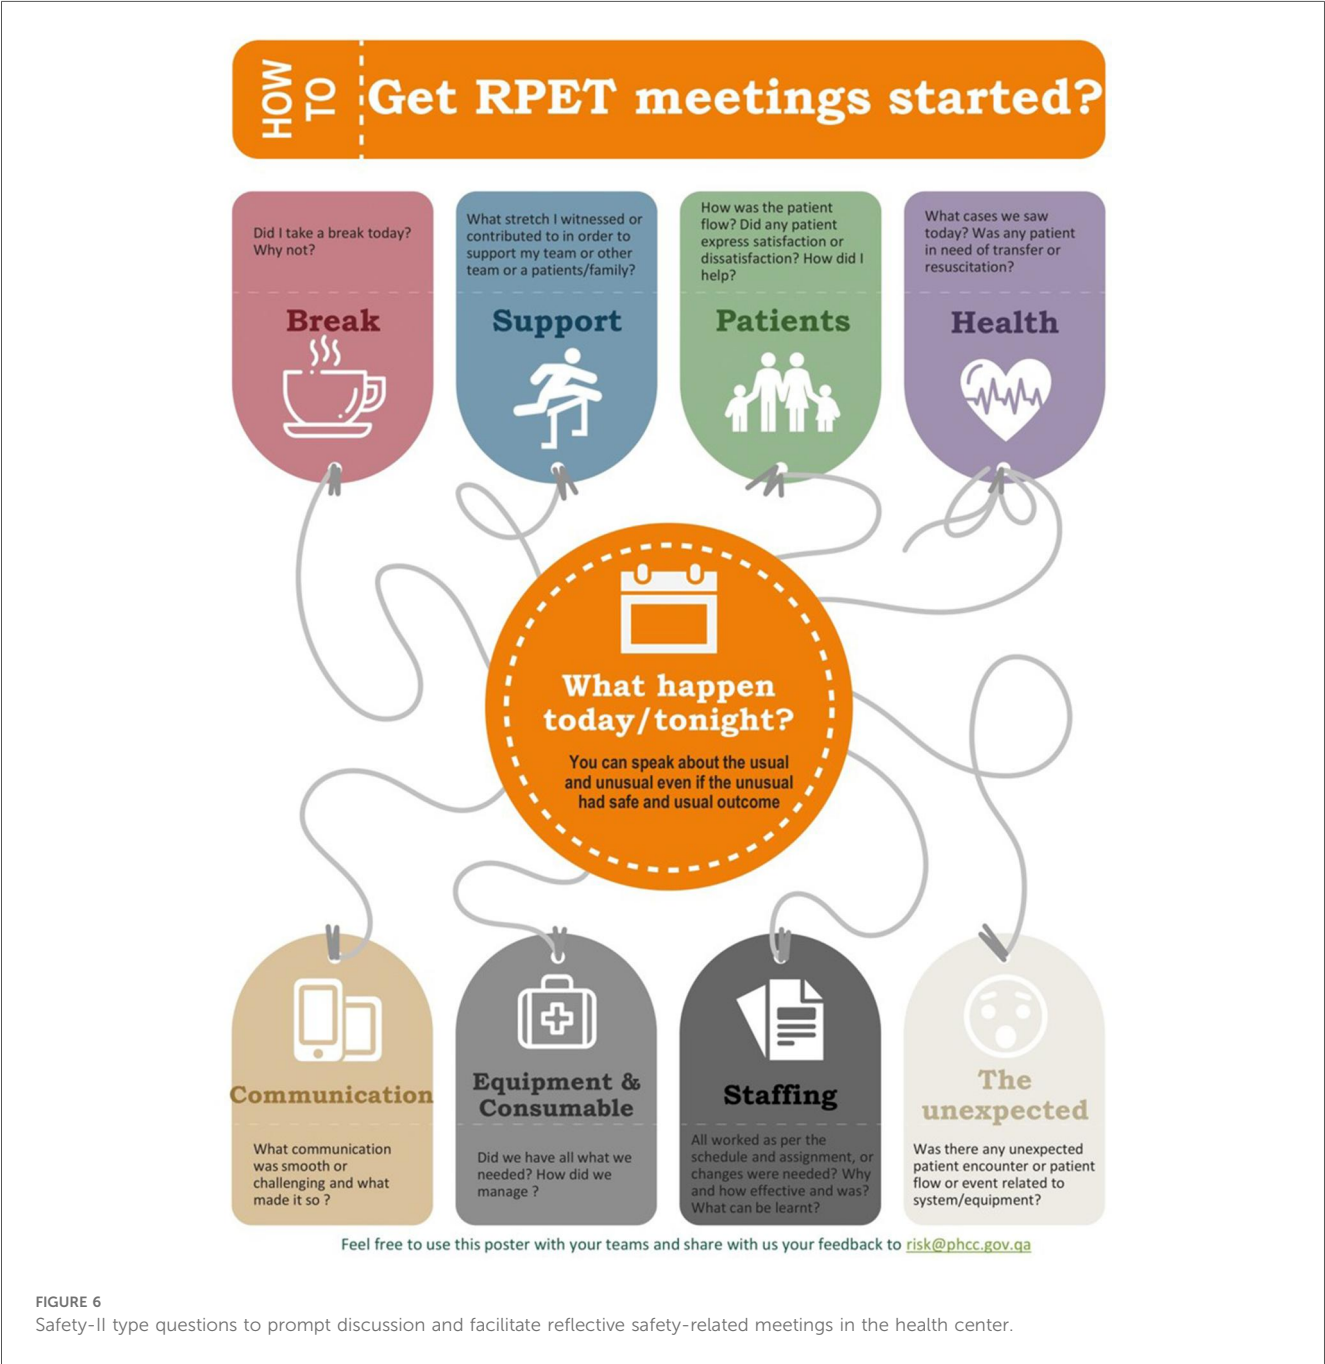 HOW
TO
Get RPET meetings started?
Did I take a break today?
Why not?
Break
What stretch I witnessed or
contributed to in order to
support my team or other
team or a patients/family?
Support
How was the patient
flow? Did any patient
express satisfaction or
dissatisfaction? How did I
help?
Patients
What cases we saw
today? Was any patient
in need of transfer or
resuscitation?
Health
What happen
today/tonight?
You can speak about the usual
and unusual even if the unusual
had safe and usual outcome
Communication
What communication
was smooth or
challenging and what
made it so ?
Equipment &
Consumable
Did we have all what we
needed? How did we
manage ?
Staffing
All worked as per the
schedule and assignment, or
changes were needed? Why
and how effective and was?
What can be learnt?
The
unexpected
Was there any unexpected
patient encounter or patient
flow or event related to
system/equipment?
Feel free to use this poster with your teams and share with us your feedback to risk@phcc.gov.qa
FIGURE 6
Safety-II type questions to prompt discussion and facilitate reflective safety-related meetings in the health center.